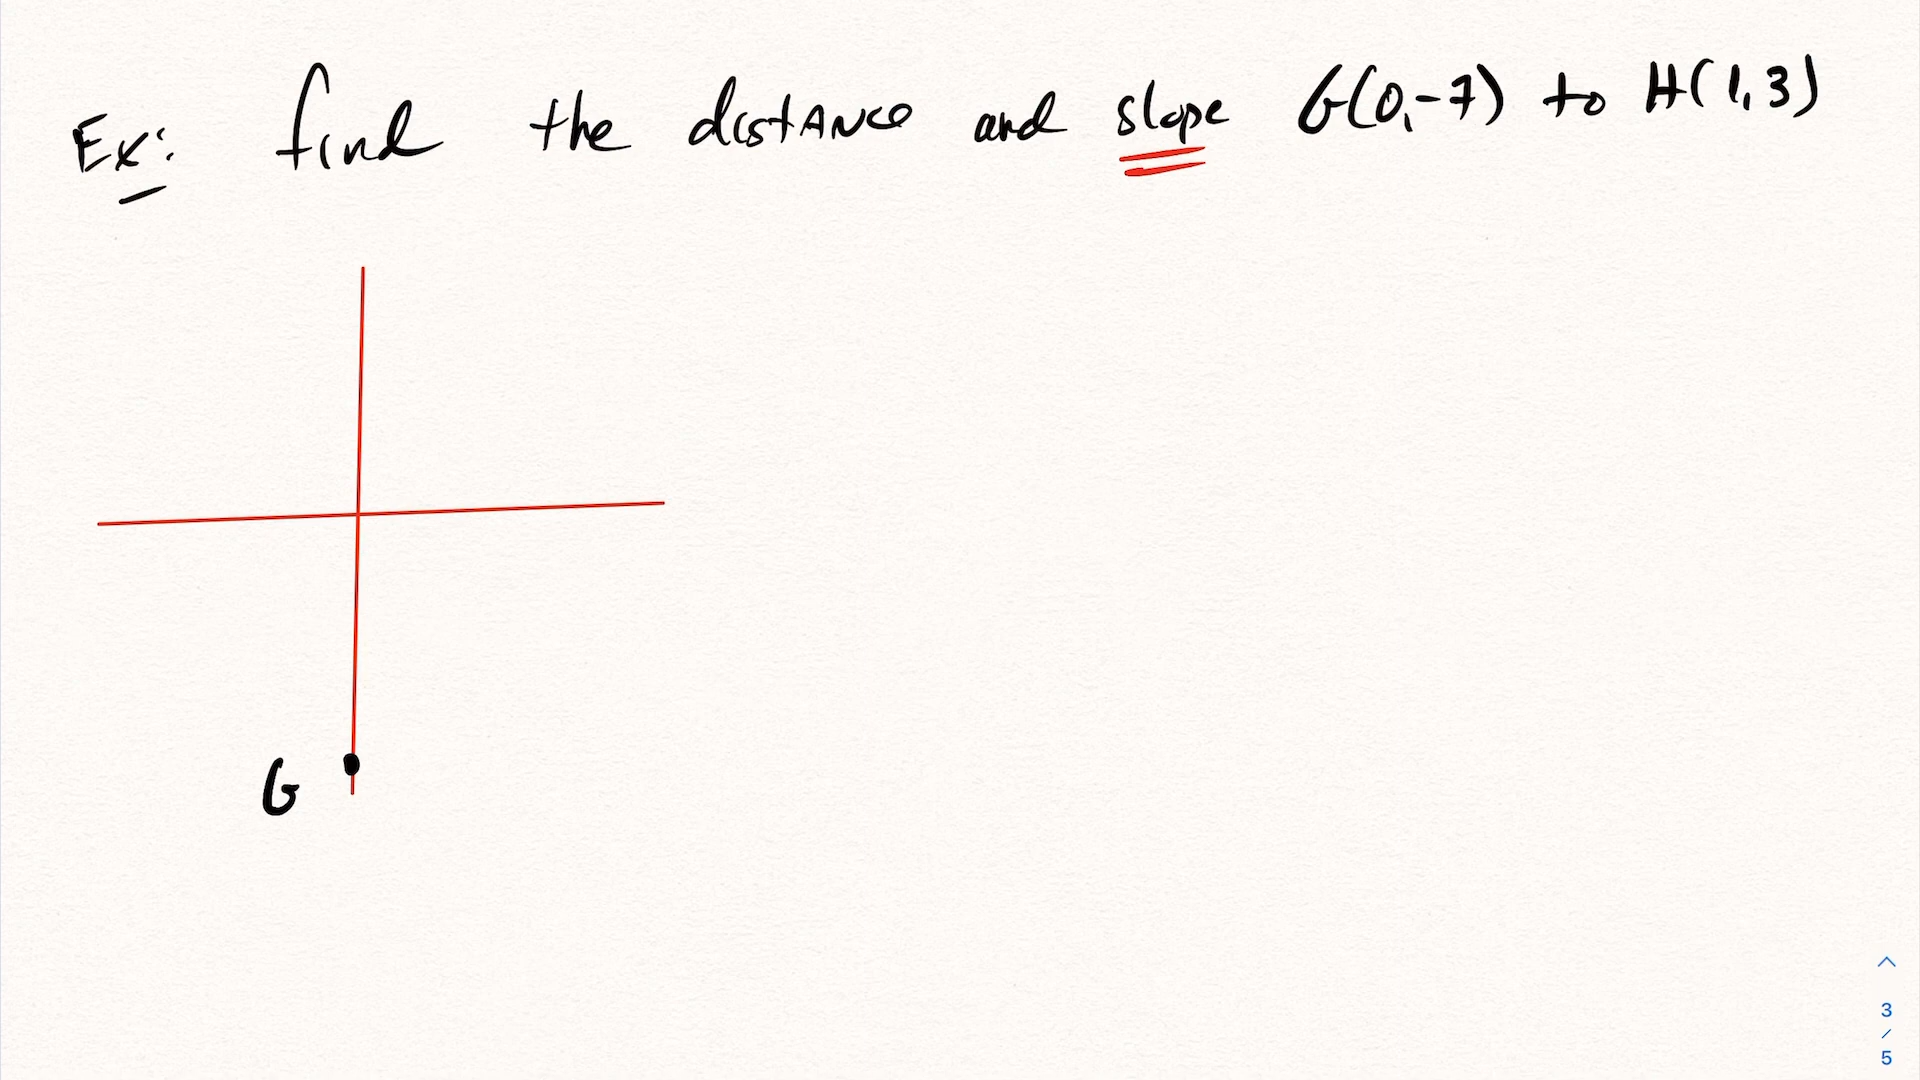 Ex: find the distance and slope G(0,-7) to H(1,3)
G
3
/
5